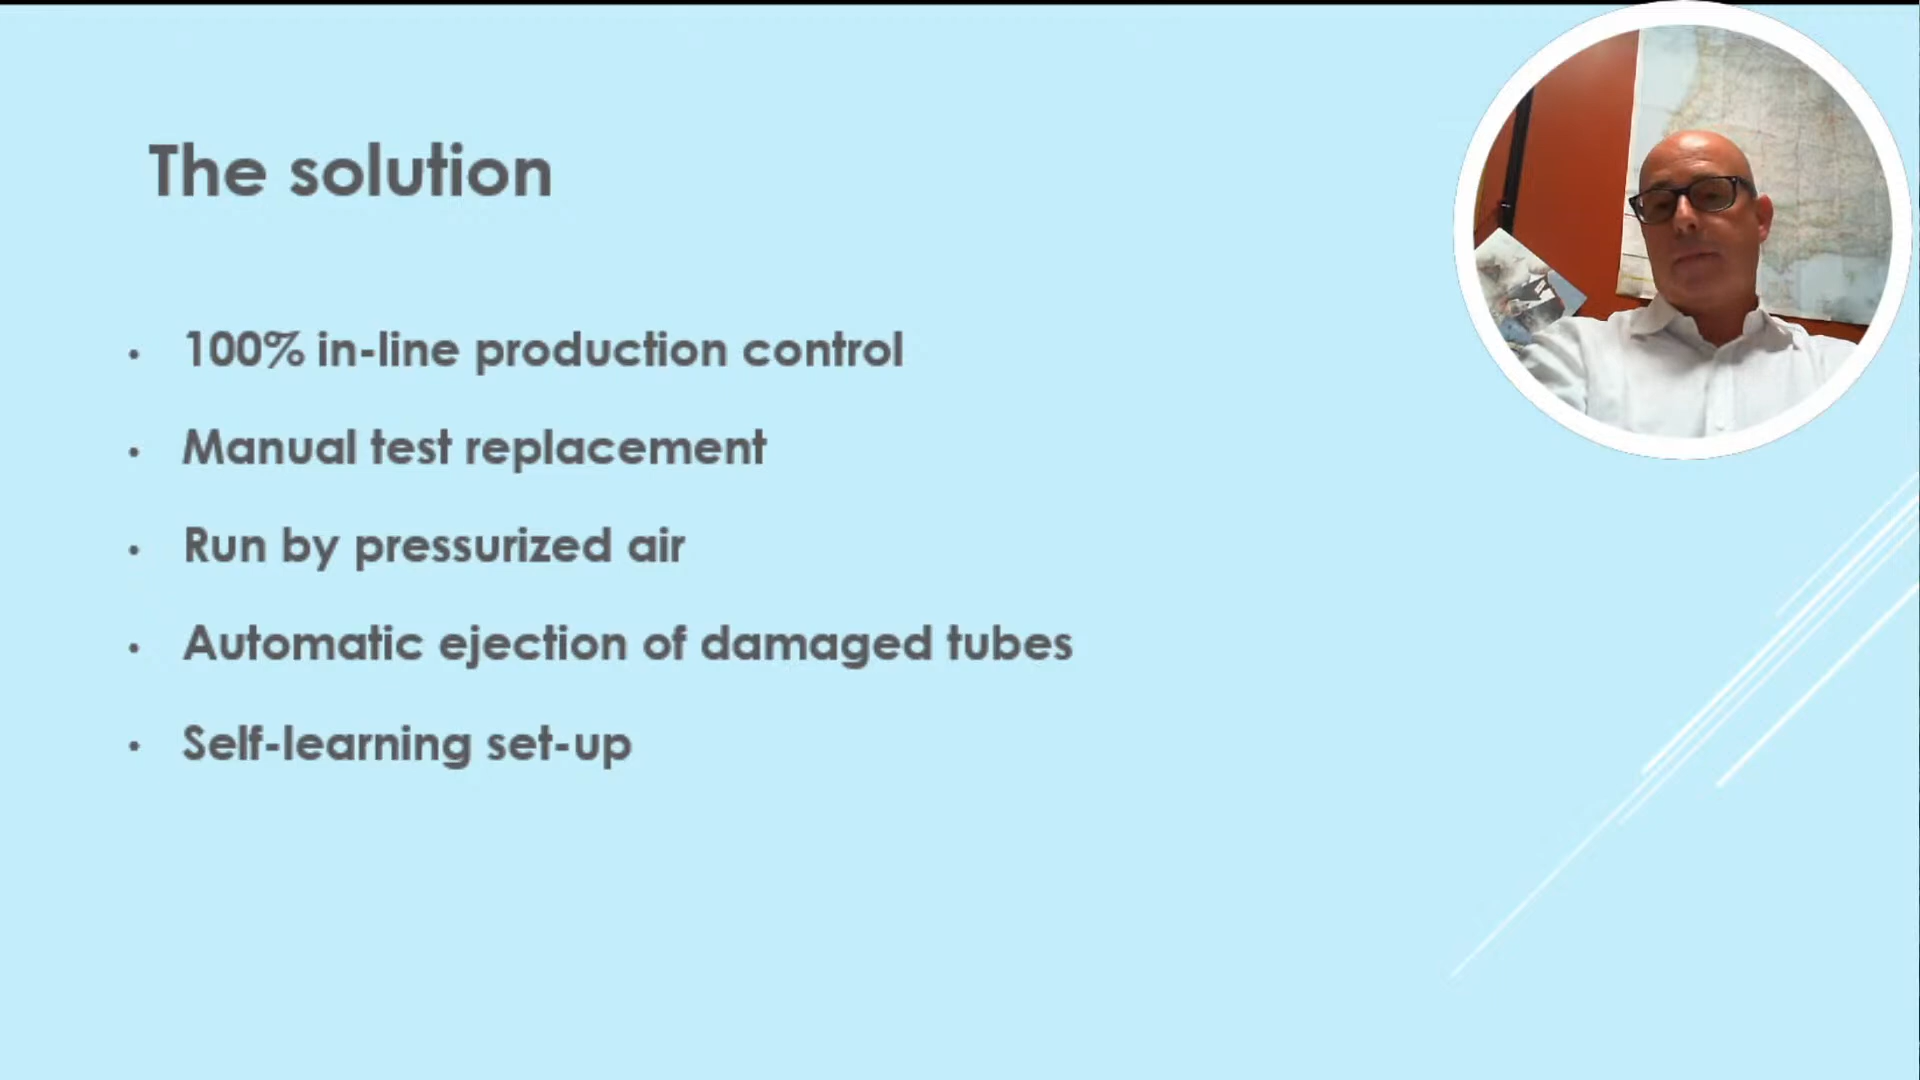 The solution
• 100% in-line production control
• Manual test replacement
• Run by pressurized air
• Automatic ejection of damaged tubes
• Self-learning set-up